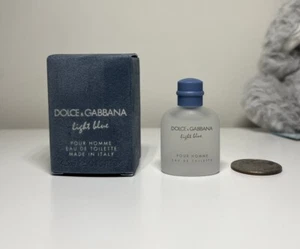 DOLCE & GABBANA
light blue
POUR HOMME
EAU DE TOILETTE
MADE IN ITALY
DOLCE & GABBANA
light blue
POUR HOMME
EAU DE TOILETTE